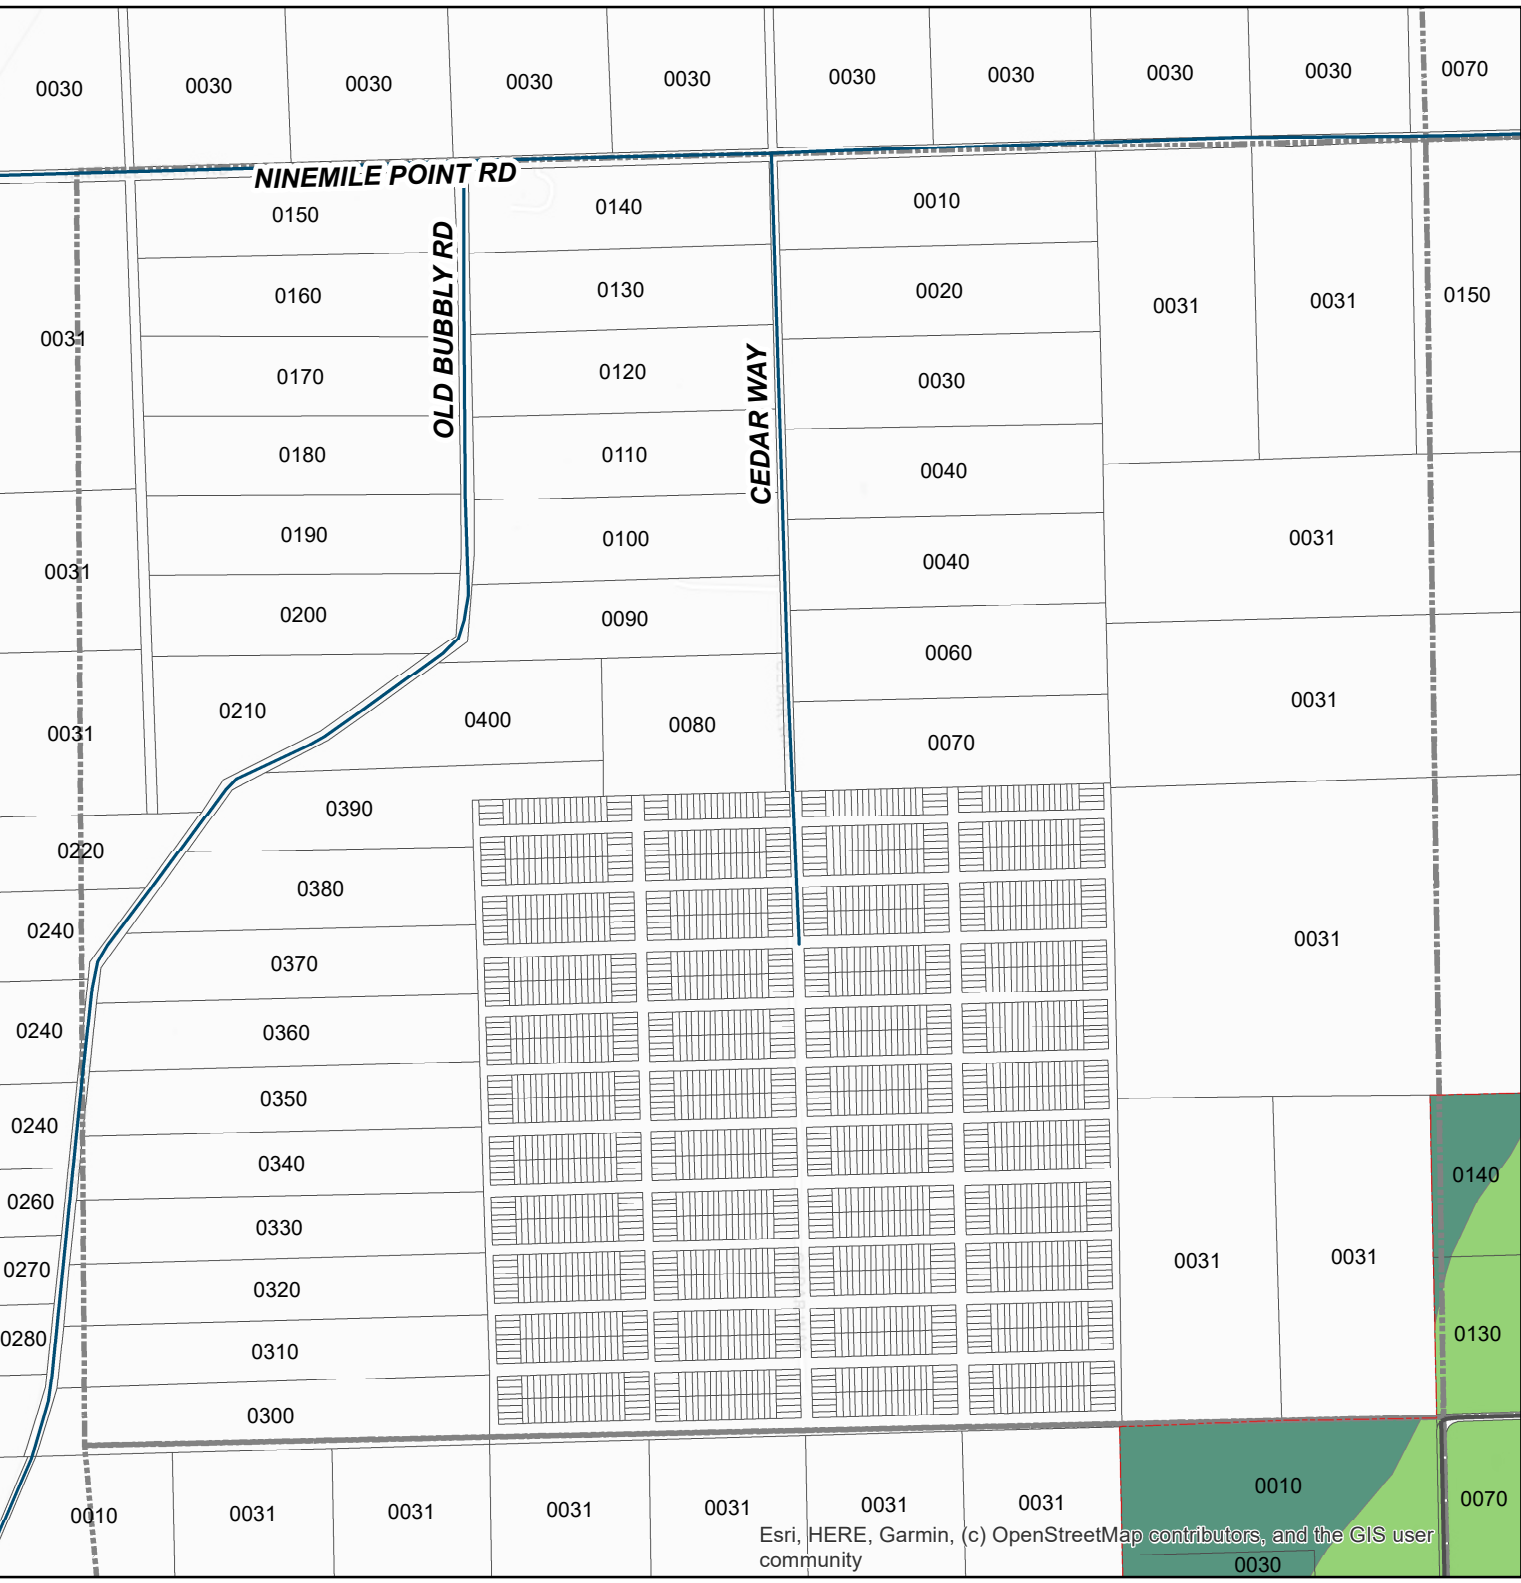 0030 0030 0030 0030 0030 0030 0030 0030 0030 0070
NINEMILE POINT RD
0150 0140 0010
OLD BUBBLY RD
0160 0130 0020
0031 0031 0031 0150
0170 0120 0030
CEDAR WAY
0180 0110 0040
0190 0100 0031
0031 0040
0200 0090
0060
0210 0400 0080 0031
0031 0070
0390
0220
0380
0240 0031
0370
0240 0360
0350
0240
0340 0140
0260
0330
0270 0031 0031
0320
0280 0310 0130
0300
0010 0031 0031 0031 0031 0031 0031 0010 0070
Esri, HERE, Garmin, (c) OpenStreetMap contributors, and the GIS user
community
0030